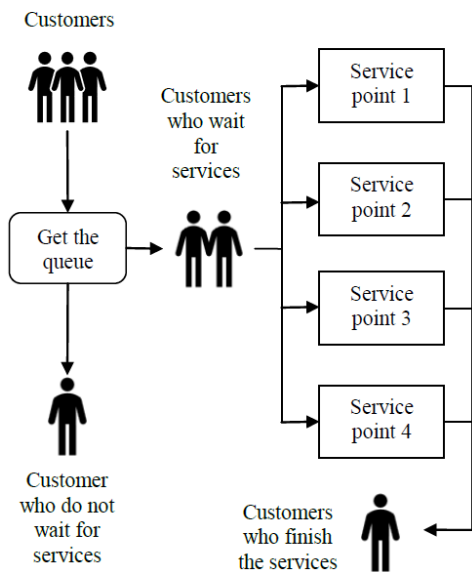 Customers
Get the
queue
Customer
who do not
wait for
services
Customers
who wait
for
services
Service
point 1
Service
point 2
Service
point 3
Service
point 4
Customers
who finish
the services